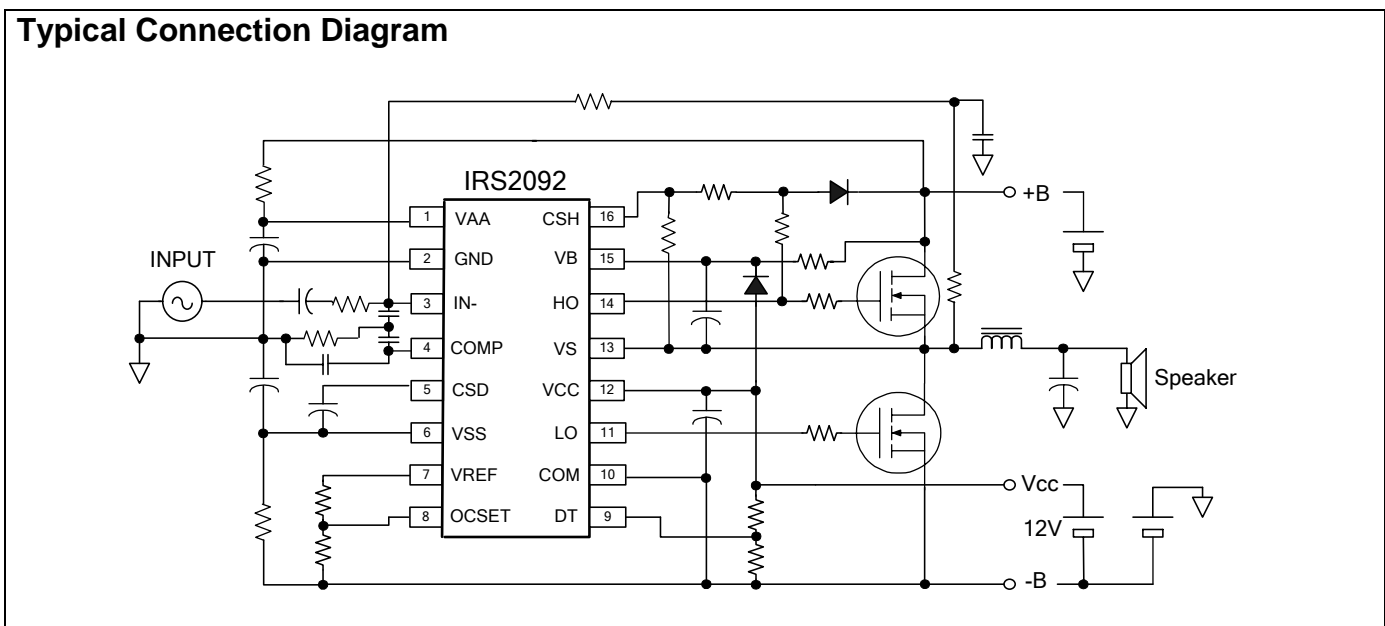 Typical Connection Diagram
IRS2092
INPUT
1 VAA CSH 16
2 GND VB 15
3 IN- HO 14
4 COMP VS 13
5 CSD VCC 12
6 VSS LO 11
7 VREF COM 10
8 OCSET DT 9
+B
Speaker
Vcc
12V
-B